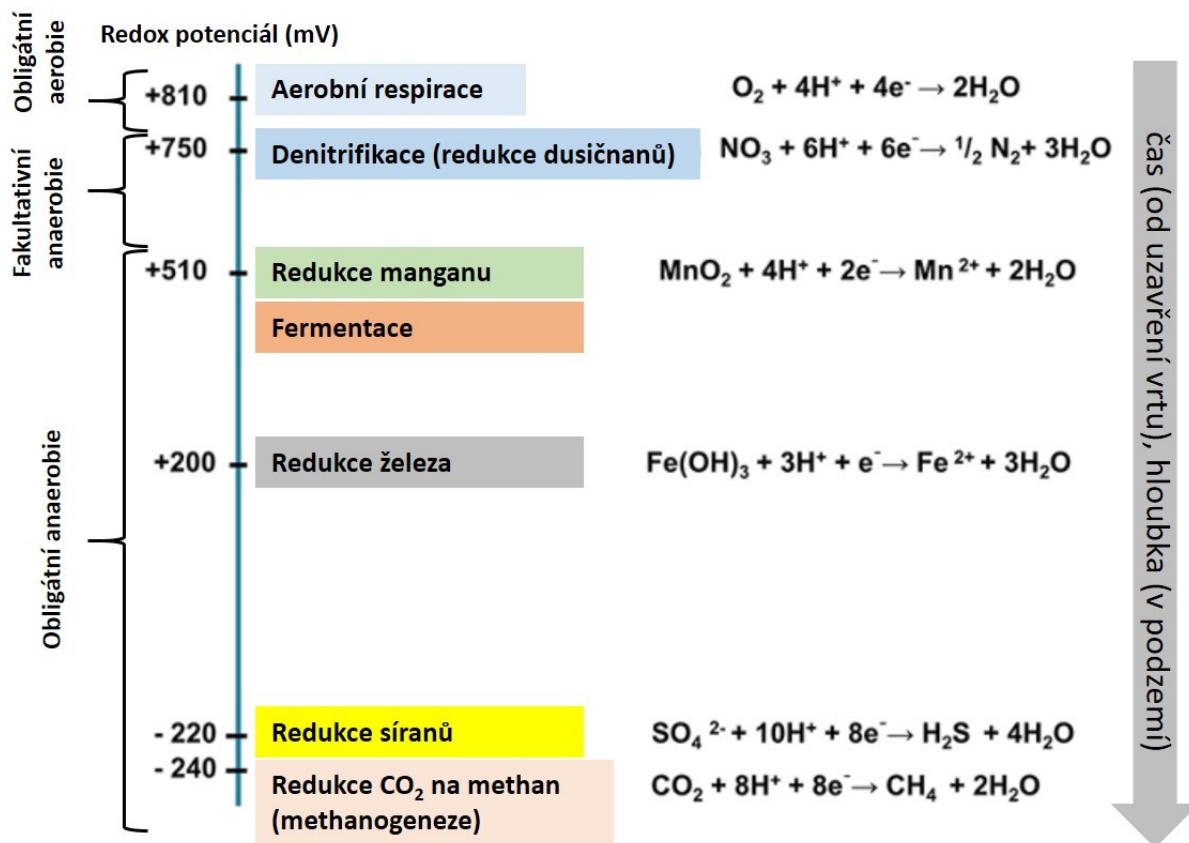 Obligátní
aerobie
Redox potenciál (mV)
+810
Aerobní respirace
O₂ + 4H⁺ + 4e⁻ → 2H₂O
Fakultativní
anaerobie
+750
Denitrifikace (redukce dusičnanů)
NO₃ + 6H⁺ + 6e⁻ → ¹/₂ N₂+ 3H₂O
+510
Redukce manganu
MnO₂ + 4H⁺ + 2e⁻ → Mn ²⁺ + 2H₂O
Fermentace
Obligátní anaerobie
+200
Redukce železa
Fe(OH)₃ + 3H⁺ + e⁻ → Fe ²⁺ + 3H₂O
- 220
Redukce síranů
SO₄ ²⁻ + 10H⁺ + 8e⁻ → H₂S + 4H₂O
- 240
Redukce CO₂ na methan
(methanogeneze)
CO₂ + 8H⁺ + 8e⁻ → CH₄ + 2H₂O
čas (od uzavření vrtu), hloubka (v podzemí)